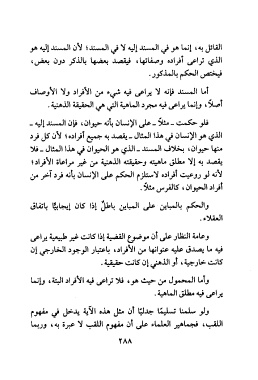 القائل به، إنما هو في المسند إليه لا في المسند؛ لأن المسند إليه هو
الذي تراعى أفراده وصفاتها، فيقصد بعضها بالذكر دون بعض،
فيختص الحكم بالمذكور.
أما المسند فإنه لا يراعى فيه شيء من الأفراد ولا الأوصاف
أصلًا، وإنما يراعى فيه مجرد الماهية التي هي الحقيقة الذهنية.
فلو حكمت ــ مثلًا ــ على الإنسان بأنه حيوان، فإن المسند إليه ــ
الذي هو الإنسان في هذا المثال ــ يقصد به جميع أفراده؛ لأن كل فرد
منها حيوان، بخلاف المسند ــ الذي هو الحيوان في هذا المثال ــ فلا
يقصد به إلا مطلق ماهيته وحقيقته الذهنية من غير مراعاة الأفراد؛
لأنه لو روعيت أفراده لاستلزم الحكم على الإنسان بأنه فرد آخر من
أفراد الحيوان، كالفرس مثلًا.
والحكم بالمباين على المباين باطلٌ إذا كان إيجابيًّا باتفاق
العقلاء.
وعامة النظار على أن موضوع القضية إذا كانت غير طبيعية يراعى
فيه ما يصدق عليه عنوانها من الأفراد، باعتبار الوجود الخارجي إن
كانت خارجية، أو الذهني إن كانت حقيقية.
وأما المحمول من حيث هو، فلا تراعى فيه الأفراد البتة، وإنما
يراعى فيه مطلق الماهية.
ولو سلمنا تسليمًا جدليًّا أن مثل هذه الآية يدخل في مفهوم
اللقب، فجماهير العلماء على أن مفهوم اللقب لا عبرة به، وربما
٢٨٨